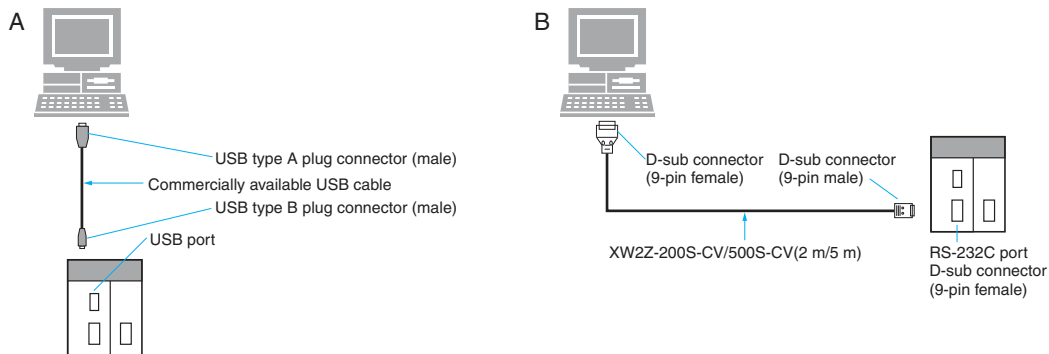 A
USB type A plug connector (male)
Commercially available USB cable
USB type B plug connector (male)
USB port
B
D-sub connector
(9-pin female)
D-sub connector
(9-pin male)
XW2Z-200S-CV/500S-CV(2 m/5 m)
RS-232C port
D-sub connector
(9-pin female)